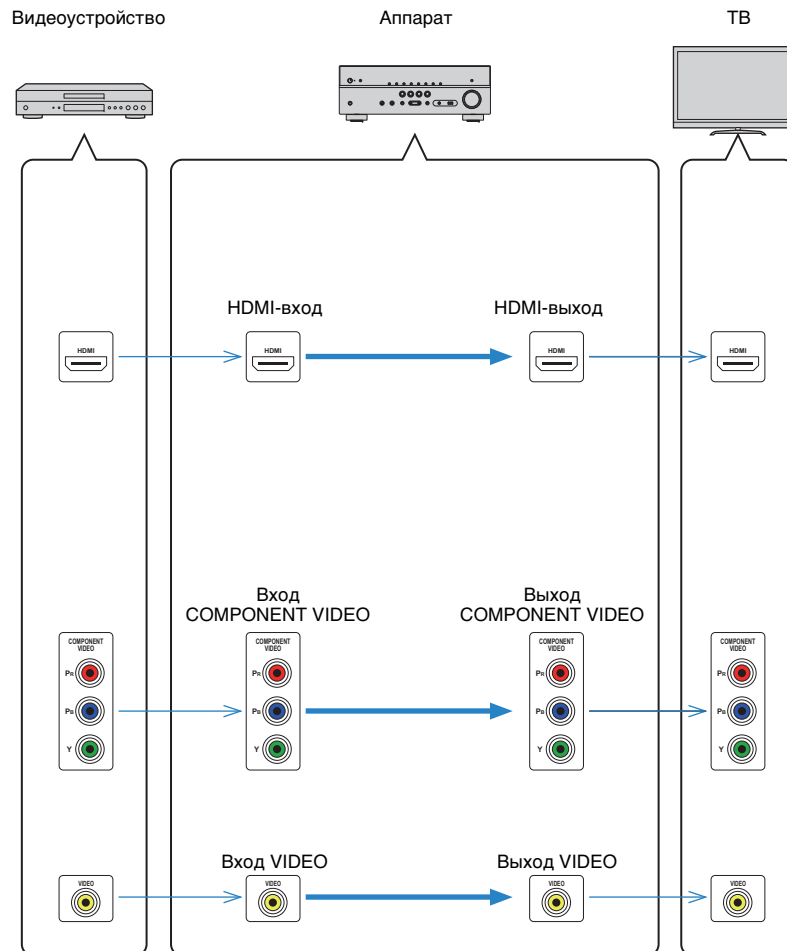 Видеоустройство
Аппарат
ТВ
HDMI-вход
HDMI-выход
HDMI
HDMI
HDMI
HDMI
Вход
COMPONENT VIDEO
Выход
COMPONENT VIDEO
COMPONENT
VIDEO
PR
PB
Y
COMPONENT
VIDEO
PR
PB
Y
COMPONENT
VIDEO
PR
PB
Y
COMPONENT
VIDEO
PR
PB
Y
Вход VIDEO
Выход VIDEO
VIDEO
VIDEO
VIDEO
VIDEO